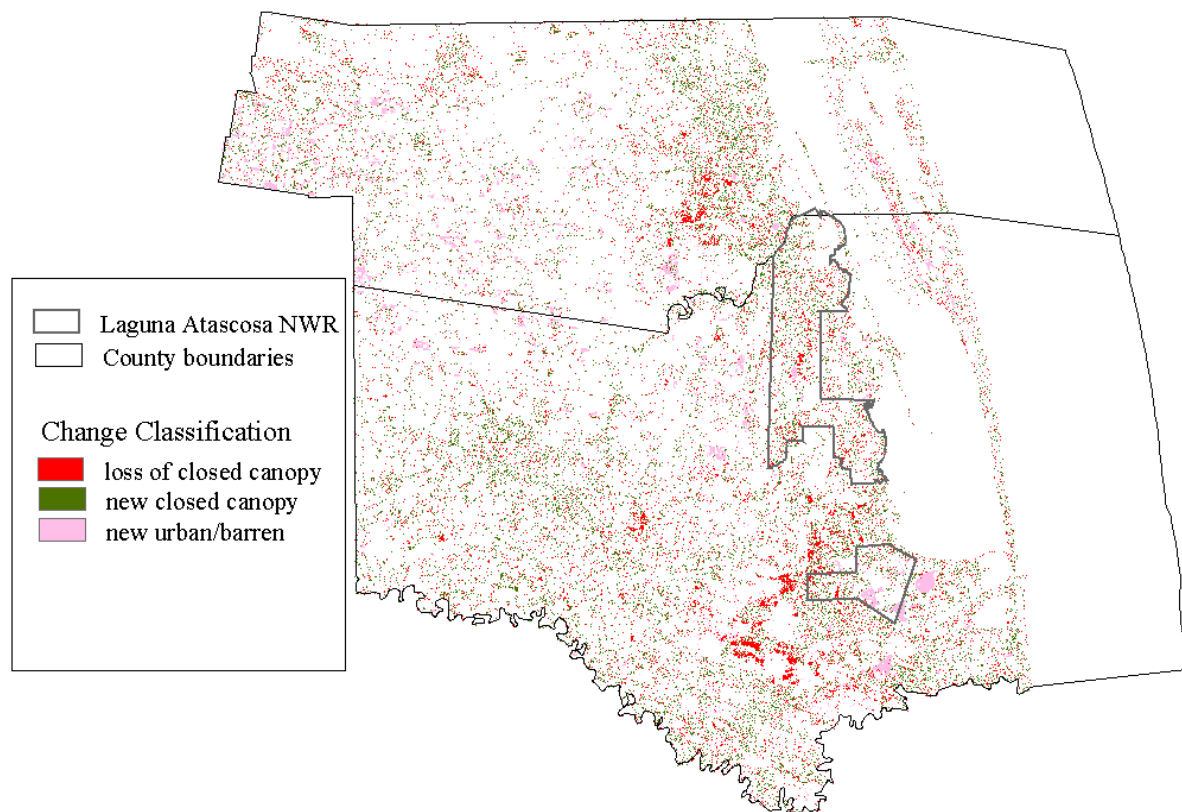 Laguna Atascosa NWR
County boundaries
Change Classification
loss of closed canopy
new closed canopy
new urban/barren